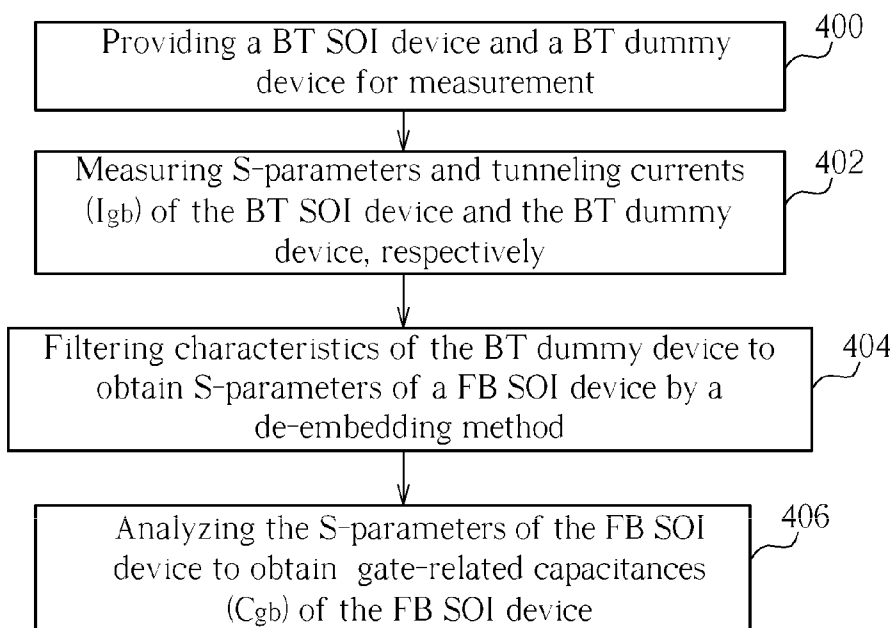 Providing a BT SOI device and a BT dummy
device for measurement
400
Measuring S-parameters and tunneling currents
(Igb) of the BT SOI device and the BT dummy
device, respectively
402
Filtering characteristics of the BT dummy device to
obtain S-parameters of a FB SOI device by a
de-embedding method
404
Analyzing the S-parameters of the FB SOI
device to obtain gate-related capacitances
(Cgb) of the FB SOI device
406